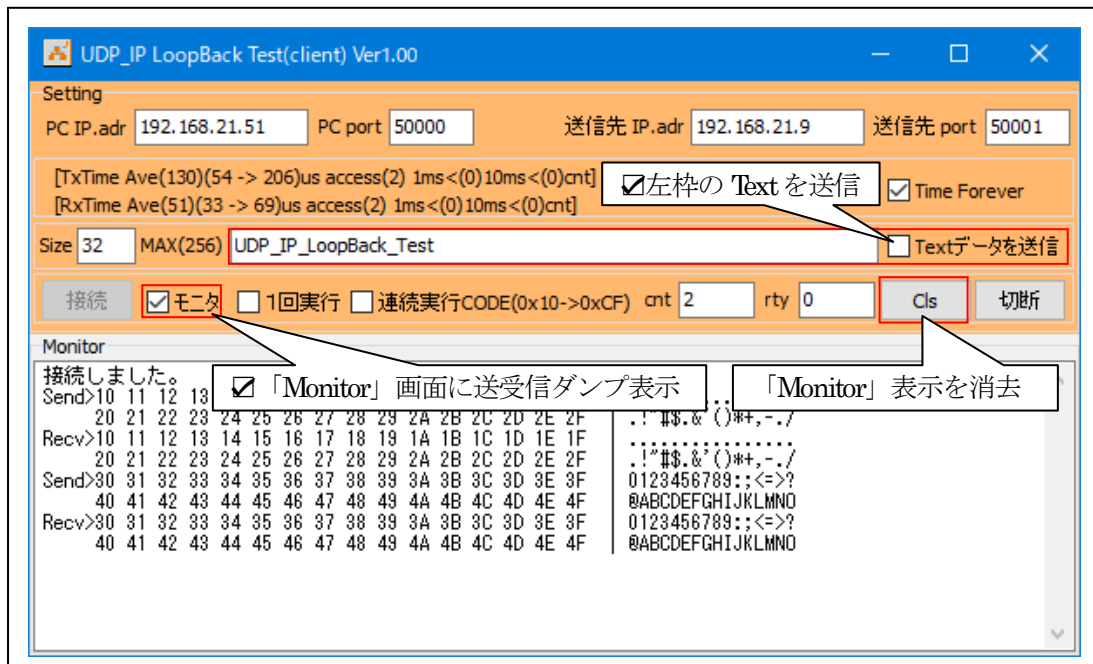 UDP_IP LoopBack Test(client) Ver1.00
Setting
PC IP.adr 192.168.21.51 PC port 50000 送信先 IP.adr 192.168.21.9 送信先 port 50001
[TxTime Ave(130)(54 -> 206)us access(2) 1ms<(0)10ms<(0)cnt]
☑左枠の Text を送信
Time Forever
[RxTime Ave(51)(33 -> 69)us access(2) 1ms<(0)10ms<(0)cnt]
Size 32 MAX(256) UDP_IP_LoopBack_Test Textデータを送信
接続 モニタ 1回実行 連続実行CODE(0x10->0xCF) cnt 2 rty 0 Cls 切断
Monitor
接続しました。
☑「Monitor」画面に送受信ダンプ表示
「Monitor」表示を消去
Send>10 11 12 13
20 21 22 23 24 25 26 27 28 29 2A 2B 2C 2D 2E 2F | .!"#$.&'()*+,-./
Recv>10 11 12 13 14 15 16 17 18 19 1A 1B 1C 1D 1E 1F | ................
20 21 22 23 24 25 26 27 28 29 2A 2B 2C 2D 2E 2F | .!"#$.&'()*+,-./
Send>30 31 32 33 34 35 36 37 38 39 3A 3B 3C 3D 3E 3F | 0123456789:;<=>?
40 41 42 43 44 45 46 47 48 49 4A 4B 4C 4D 4E 4F | @ABCDEFGHIJKLMNO
Recv>30 31 32 33 34 35 36 37 38 39 3A 3B 3C 3D 3E 3F | 0123456789:;<=>?
40 41 42 43 44 45 46 47 48 49 4A 4B 4C 4D 4E 4F | @ABCDEFGHIJKLMNO